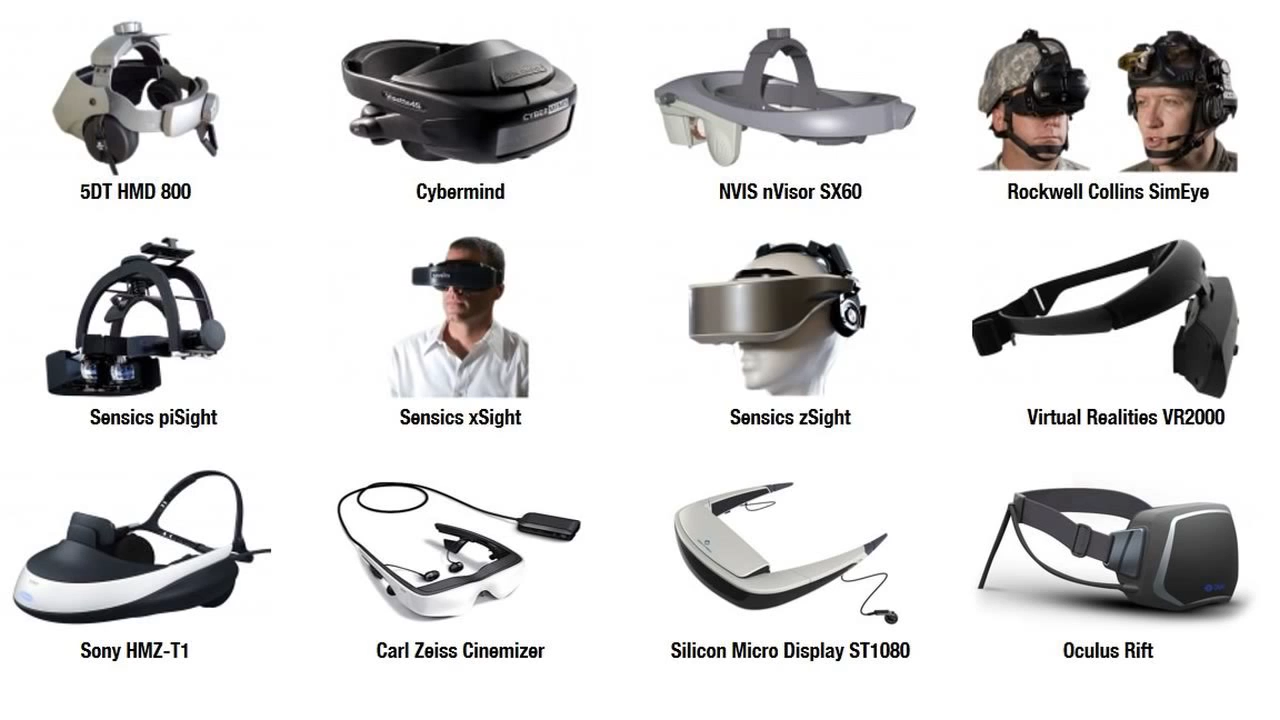 5DT HMD 800
Cybermind
NVIS nVisor SX60
Rockwell Collins SimEye
Sensics piSight
Sensics xSight
Sensics zSight
Virtual Realities VR2000
Sony HMZ-T1
Carl Zeiss Cinemizer
Silicon Micro Display ST1080
Oculus Rift